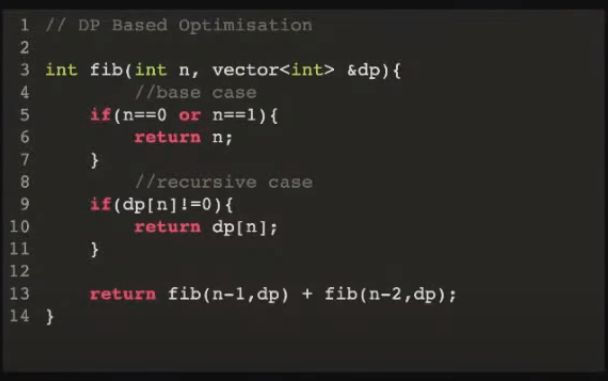 1 // DP Based Optimisation
2
3 int fib(int n, vector<int> &dp){
4         //base case
5     if(n==0 or n==1){
6         return n;
7     }
8         //recursive case
9     if(dp[n]!=0){
10         return dp[n];
11     }
12
13     return fib(n-1,dp) + fib(n-2,dp);
14 }